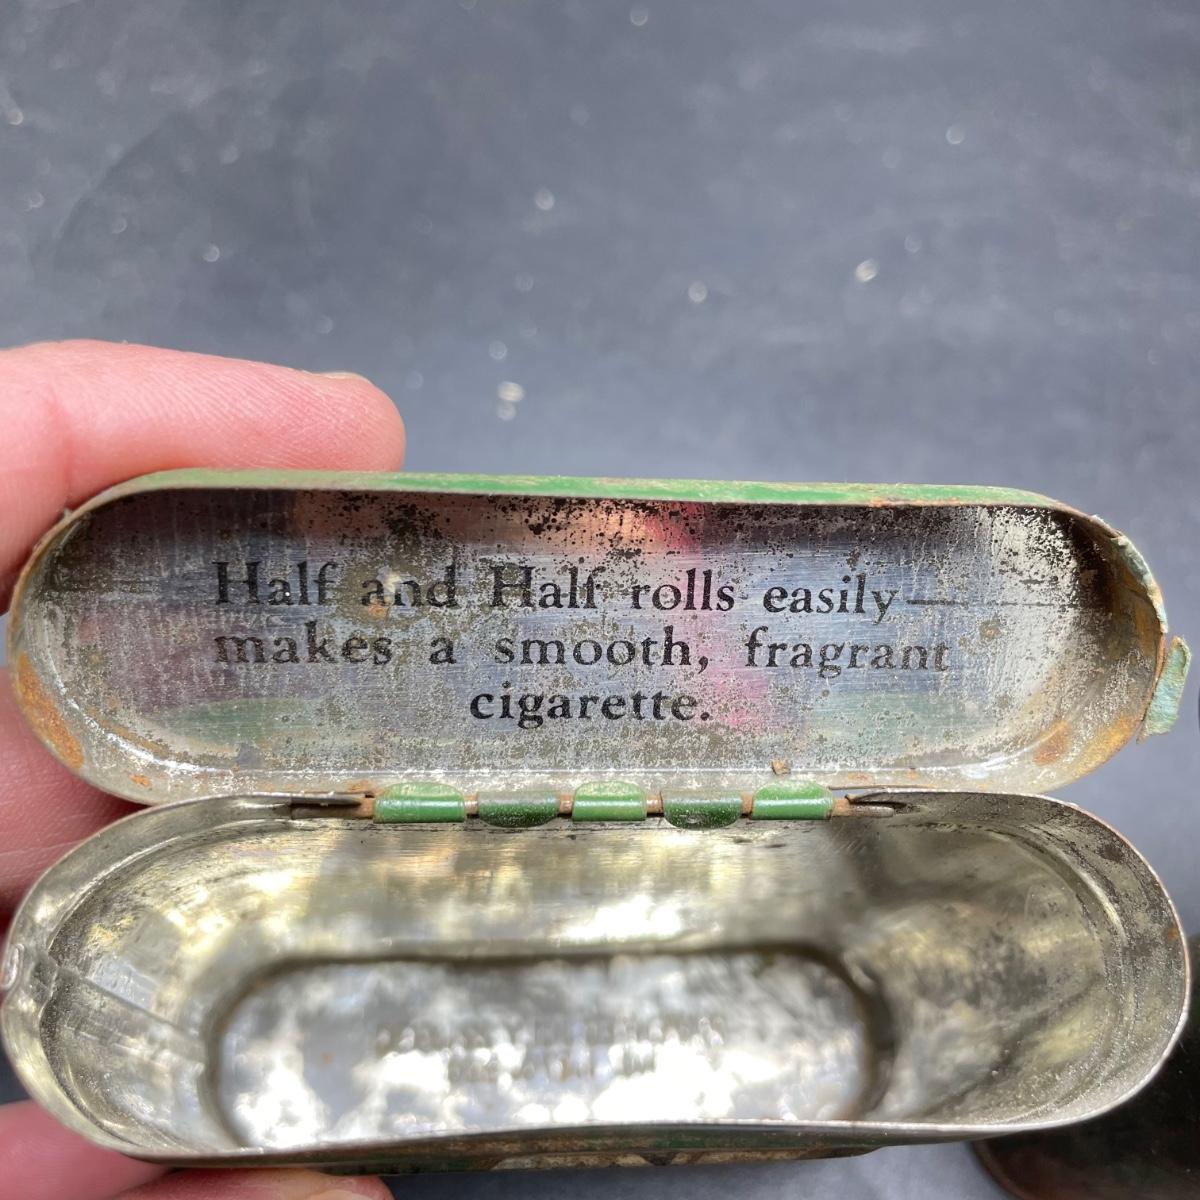 Half and Half rolls easily—
makes a smooth, fragrant
cigarette.